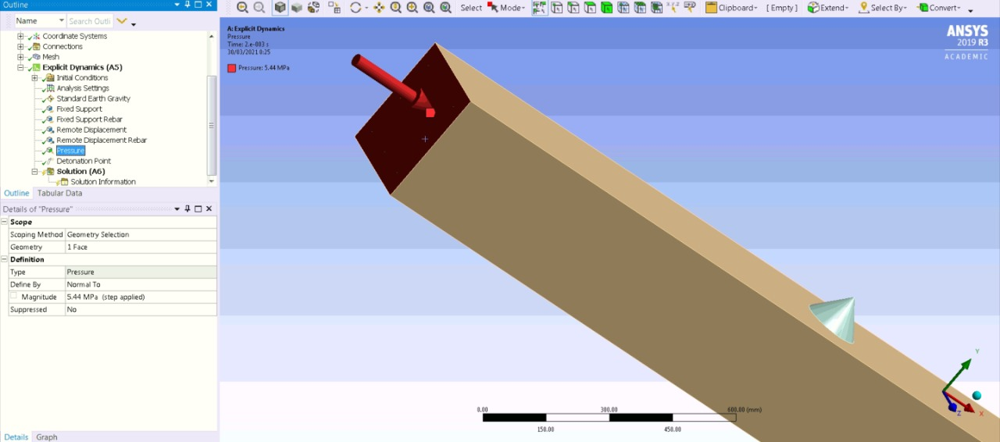 Outline
Name
Search Outli
Coordinate Systems
Connections
Mesh
Explicit Dynamics (A5)
Initial Conditions
Analysis Settings
Standard Earth Gravity
Fixed Support
Fixed Support Rebar
Remote Displacement
Remote Displacement Rebar
Pressure
Detonation Point
Solution (A6)
Solution Information
Outline Tabular Data
Details of "Pressure"
Scope
Scoping Method Geometry Selection
Geometry 1 Face
Definition
Type Pressure
Define By Normal To
Magnitude 5.44 MPa (step applied)
Suppressed No
Details Graph
Select Mode Clipboard [ Empty ] Extend Select By Convert
A: Explicit Dynamics
Pressure
Time: 2.e-003 s
30/03/2021 0:25
Pressure: 5.44 MPa
ANSYS
2019 R3
ACADEMIC
Y
Z X
0.00 300.00 600.00 (mm)
150.00 450.00